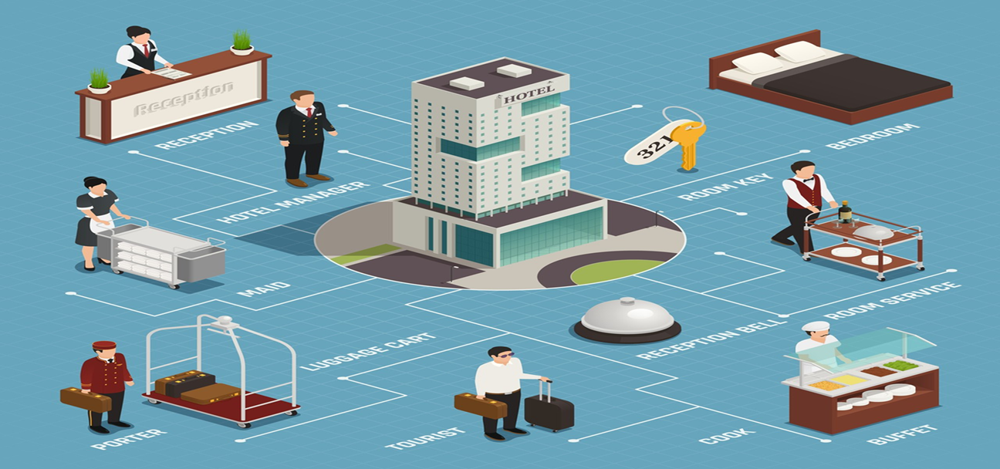 Reception
RECEPTION
HOTEL MANAGER
HOTEL
321
BEDROOM
ROOM KEY
MAID
ROOM SERVICE
LUGGAGE CART
RECEPTION BELL
PORTER
TOURIST
COOK
BUFFET